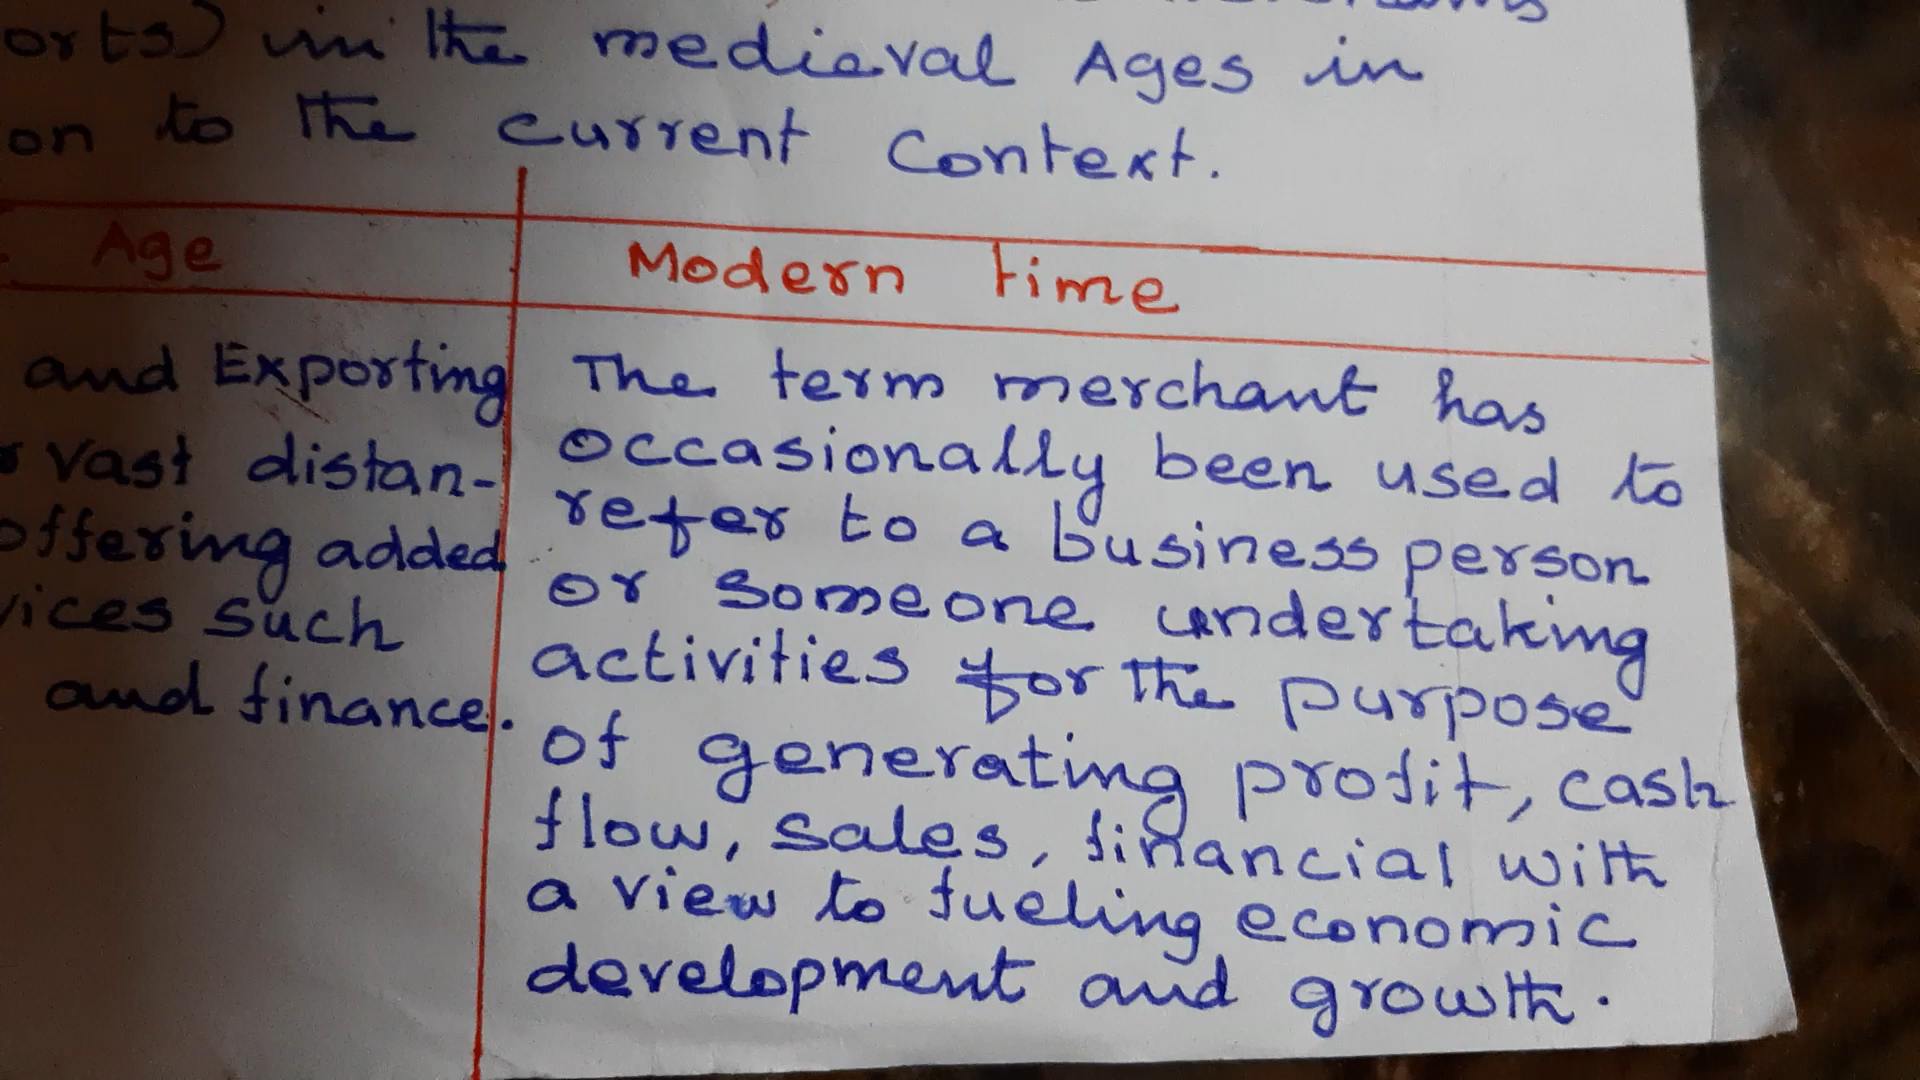 orts) in the medieval Ages in
on to the current Context.
Age
Modern time
and Exporting
vast distan-
offering added
vices such
and finance.
The term merchant has
occasionally been used to
refer to a business person
or someone undertaking
activities for the purpose
of generating profit, cash
flow, sales, financial with
a view to fueling economic
development and growth.